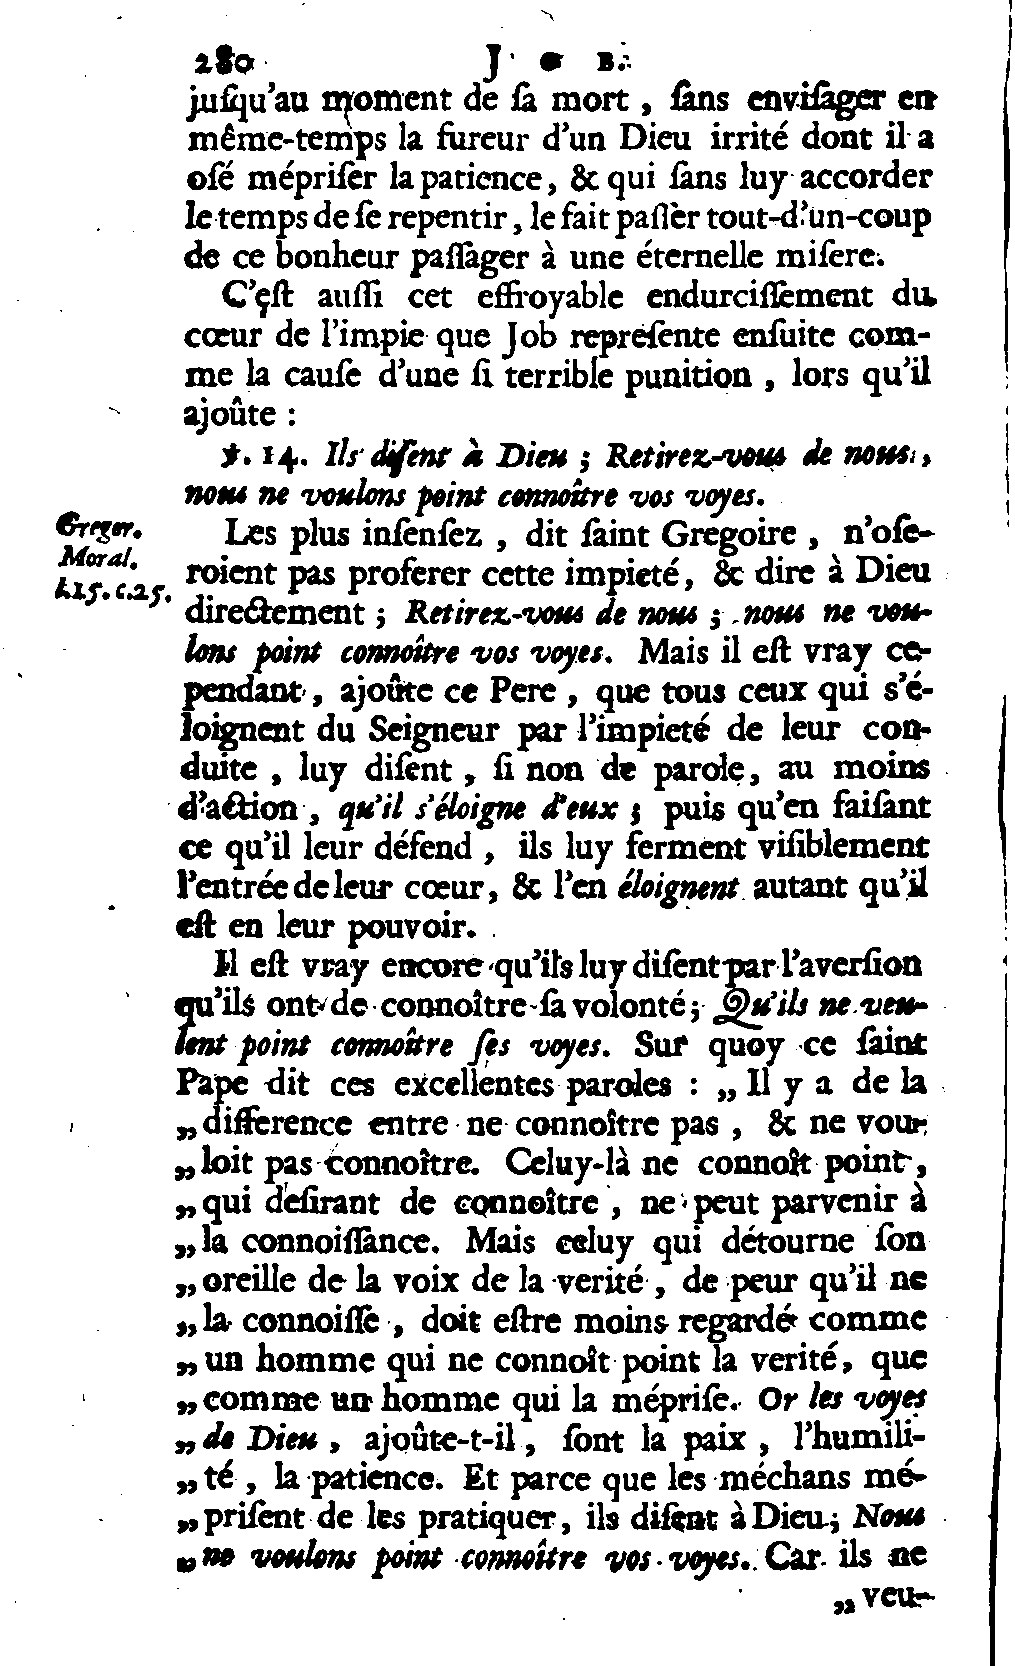 280 J O B.
juſqu'au moment de ſa mort, ſans enviſager en
même-temps la fureur d'un Dieu irrité dont il a
oſé mépriſer la patience, & qui ſans luy accorder
le temps de ſe repentir, le fait paſſer tout-d'un-coup
de ce bonheur paſſager à une éternelle miſere.
C'eſt auſſi cet effroyable endurciſſement du
cœur de l'impie que Job repreſente enſuite com-
me la cauſe d'une ſi terrible punition, lors qu'il
ajoûte :
℣. 14. Ils diſent à Dieu ; Retirez-vous de nous,
nous ne voulons point connoître vos voyes.
Gregor.
Moral.
l.15.c.25.
Les plus inſenſez, dit ſaint Gregoire, n'oſe-
roient pas proferer cette impieté, & dire à Dieu
directement ; Retirez-vous de nous ; nous ne vou-
lons point connoître vos voyes. Mais il eſt vray ce-
pendant, ajoûte ce Pere, que tous ceux qui s'é-
loignent du Seigneur par l'impieté de leur con-
duite, luy diſent, ſi non de parole, au moins
d'action, qu'il s'éloigne d'eux ; puis qu'en faiſant
ce qu'il leur défend, ils luy ferment viſiblement
l'entrée de leur cœur, & l'en éloignent autant qu'il
eſt en leur pouvoir.
Il eſt vray encore qu'ils luy diſent par l'averſion
qu'ils ont de connoître ſa volonté ; Qu'ils ne veu-
lent point connoître ſes voyes. Sur quoy ce ſaint
Pape dit ces excellentes paroles : „ Il y a de la
„ difference entre ne connoître pas, & ne vou-
„ loit pas connoître. Celuy-là ne connoît point,
„ qui deſirant de connoître, ne peut parvenir à
„ la connoiſſance. Mais celuy qui détourne ſon
„ oreille de la voix de la verité, de peur qu'il ne
„ la connoiſſe, doit eſtre moins regardé comme
„ un homme qui ne connoît point la verité, que
„ comme un homme qui la mépriſe. Or les voyes
„ de Dieu, ajoûte-t-il, ſont la paix, l'humili-
„ té, la patience. Et parce que les méchans mé-
„ priſent de les pratiquer, ils diſent à Dieu ; Nous
„ ne voulons point connoître vos voyes. Car ils ne
„ veu-